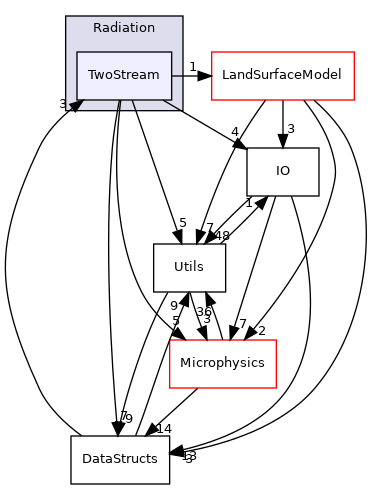 Radiation
TwoStream
1
LandSurfaceModel
3
4
3
IO
5
7
1
48
Utils
9
36
5
3
7
2
Microphysics
7
9
14
13
3
DataStructs